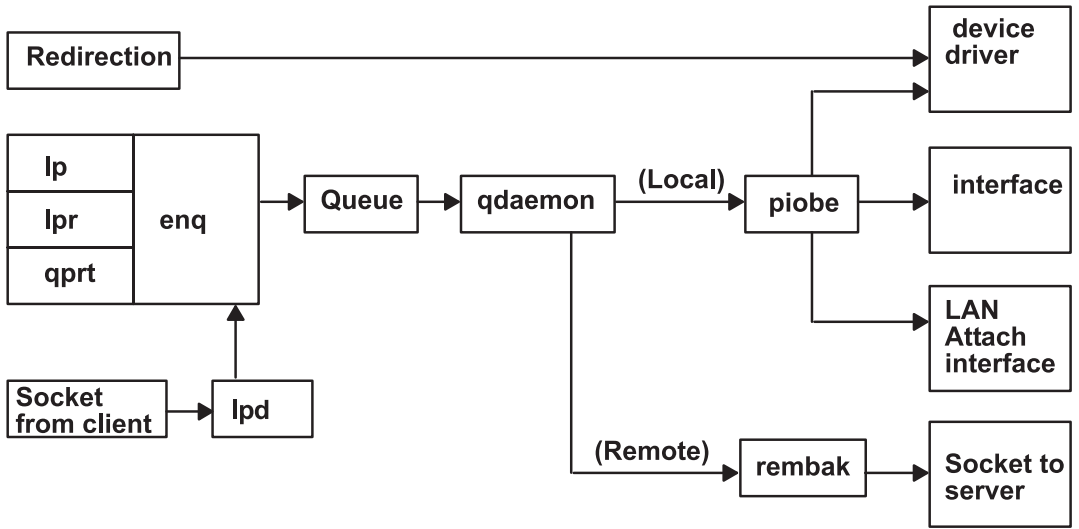 Redirection
device
driver
lp
lpr
qprt
enq
Queue
qdaemon
(Local)
piobe
interface
LAN
Attach
interface
Socket
from client
lpd
(Remote)
rembak
Socket to
server